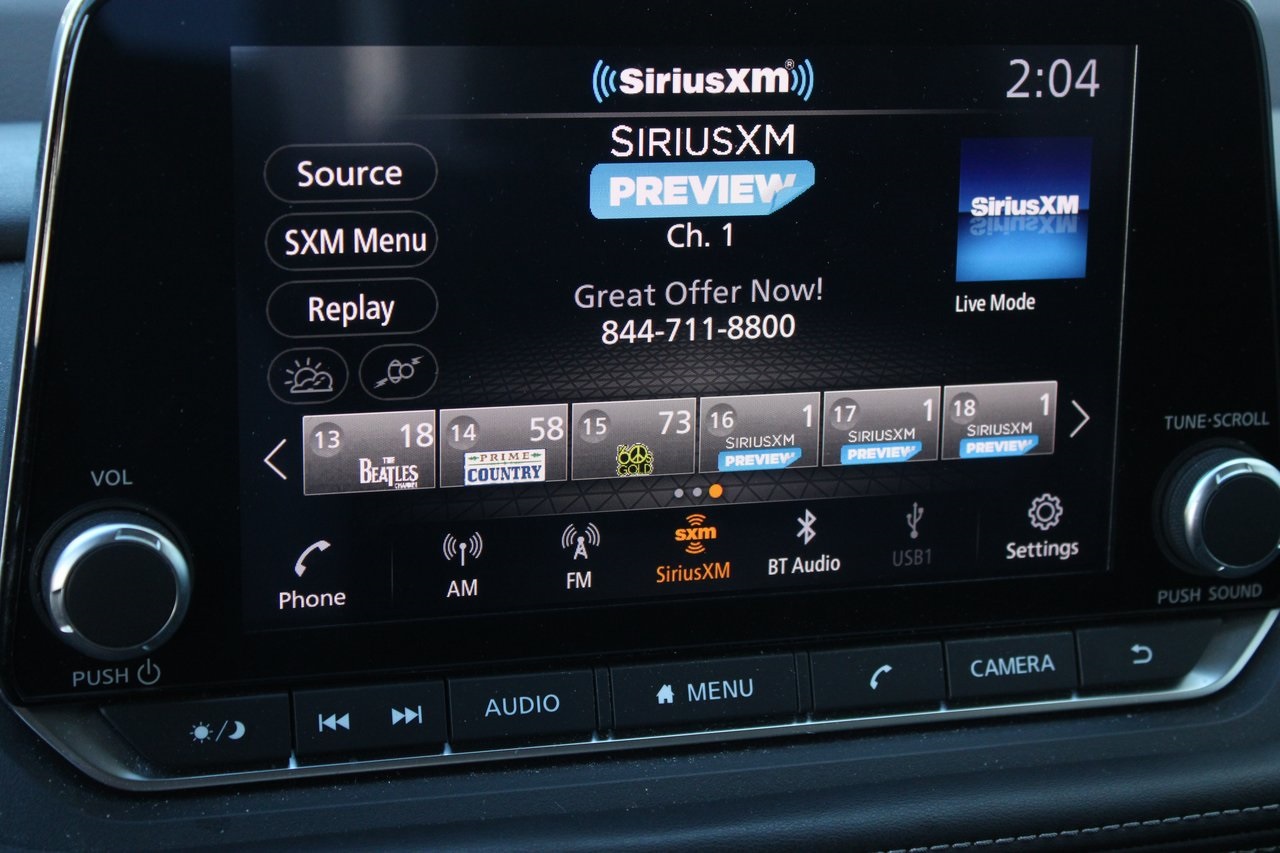 SiriusXM®
2:04
SIRIUSXM
PREVIEW
Ch. 1
Source
SXM Menu
Replay
Great Offer Now!
844-711-8800
SiriusXM
Live Mode
13 18
THE
BEATLES
CHANNEL
14 58
PRIME
COUNTRY
15 73
60s
GOLD
16 1
SIRIUSXM
PREVIEW
17 1
SIRIUSXM
PREVIEW
18 1
SIRIUSXM
PREVIEW
Phone
AM
FM
sxm
SiriusXM
BT Audio
USB1
Settings
VOL
PUSH
TUNE·SCROLL
PUSH SOUND
AUDIO
MENU
CAMERA